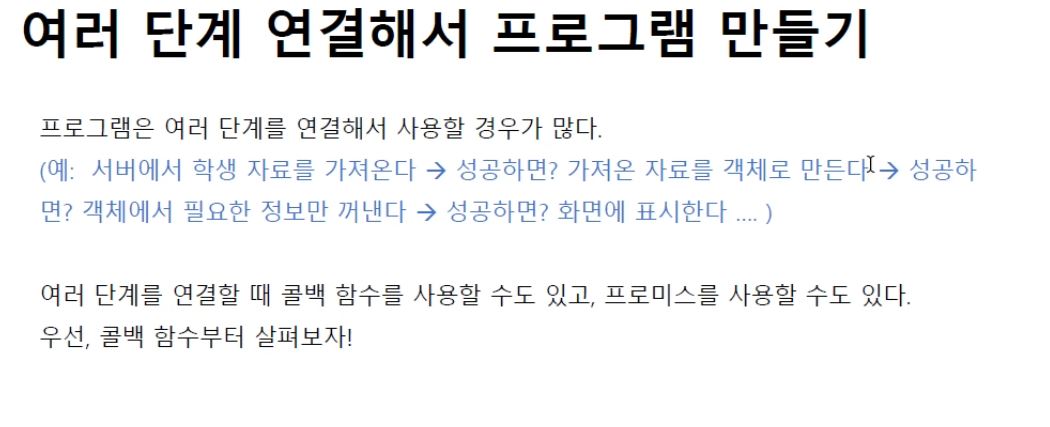 여러 단계 연결해서 프로그램 만들기
프로그램은 여러 단계를 연결해서 사용할 경우가 많다.
(예:  서버에서 학생 자료를 가져온다 → 성공하면? 가져온 자료를 객체로 만든다 → 성공하
면? 객체에서 필요한 정보만 꺼낸다 → 성공하면? 화면에 표시한다 .... )
여러 단계를 연결할 때 콜백 함수를 사용할 수도 있고, 프로미스를 사용할 수도 있다.
우선, 콜백 함수부터 살펴보자!